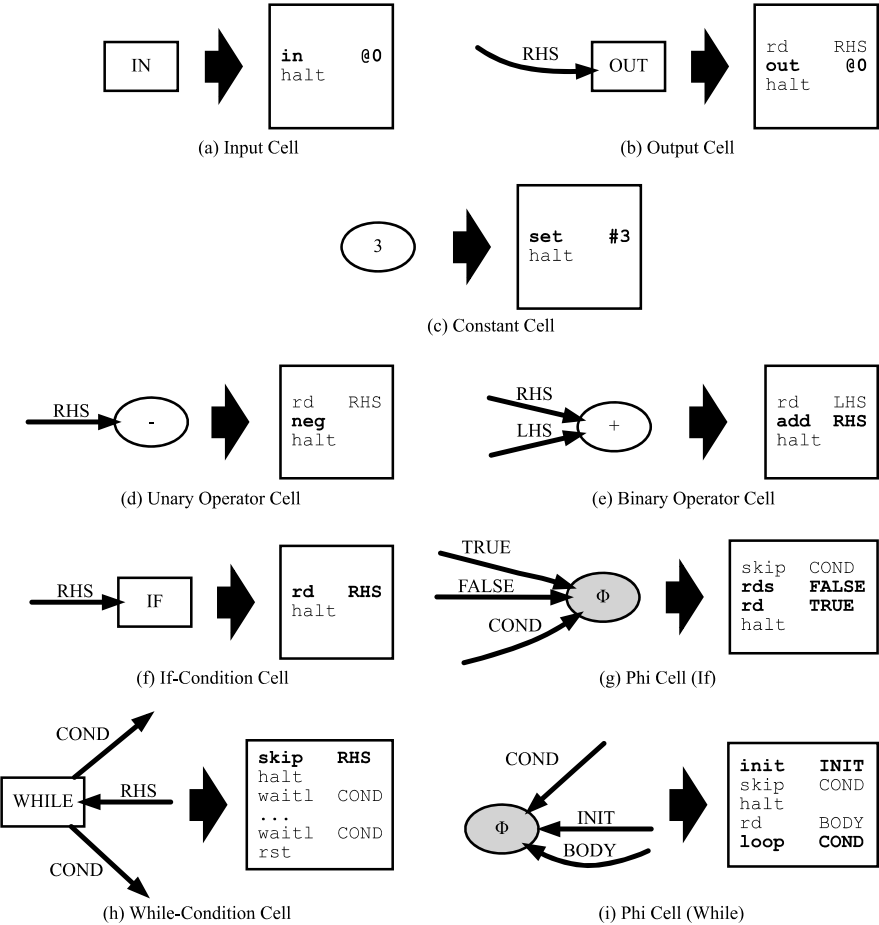 IN
in @0
halt
(a) Input Cell
RHS
OUT
rd RHS
out @0
halt
(b) Output Cell
3
set #3
halt
(c) Constant Cell
RHS
-
rd RHS
neg
halt
(d) Unary Operator Cell
RHS
LHS
+
rd LHS
add RHS
halt
(e) Binary Operator Cell
RHS
IF
rd RHS
halt
(f) If-Condition Cell
TRUE
FALSE
COND
Φ
skip COND
rds FALSE
rd TRUE
halt
(g) Phi Cell (If)
COND
WHILE
RHS
COND
skip RHS
halt
waitl COND
...
waitl COND
rst
(h) While-Condition Cell
COND
Φ
INIT
BODY
init INIT
skip COND
halt
rd BODY
loop COND
(i) Phi Cell (While)